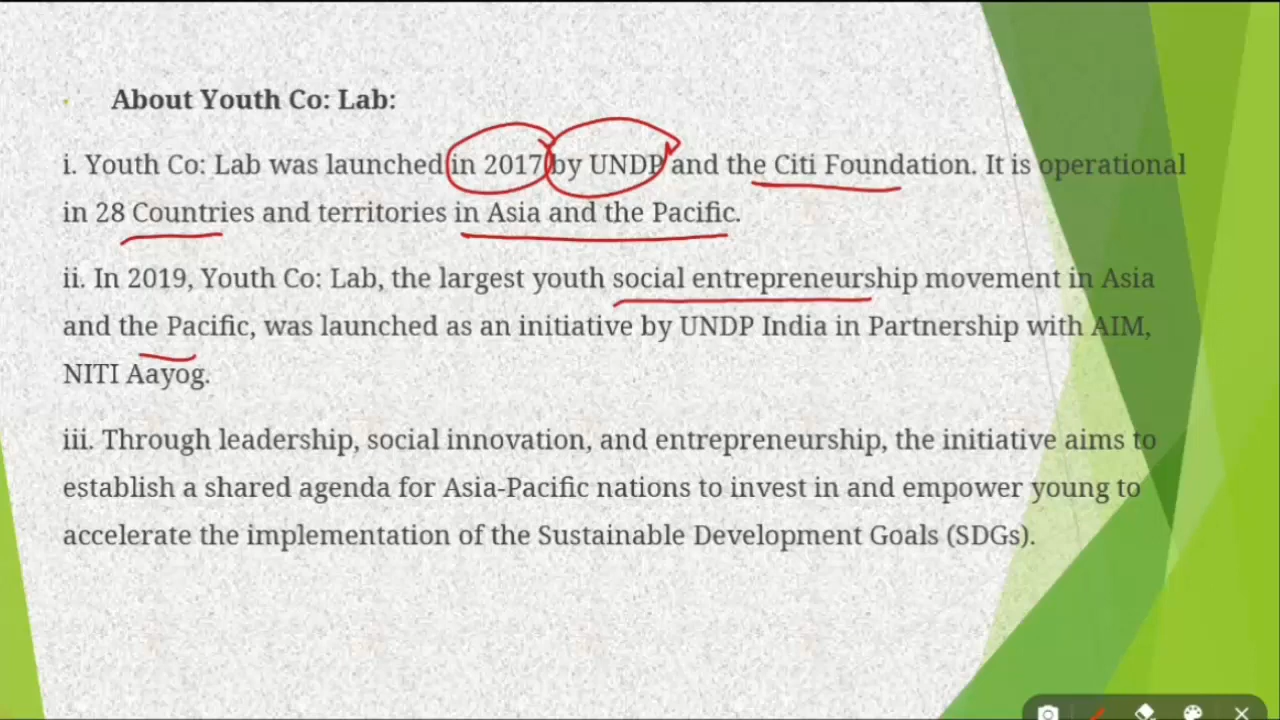 About Youth Co: Lab:
i. Youth Co: Lab was launched in 2017 by UNDP and the Citi Foundation. It is operational
in 28 Countries and territories in Asia and the Pacific.
ii. In 2019, Youth Co: Lab, the largest youth social entrepreneurship movement in Asia
and the Pacific, was launched as an initiative by UNDP India in Partnership with AIM,
NITI Aayog.
iii. Through leadership, social innovation, and entrepreneurship, the initiative aims to
establish a shared agenda for Asia-Pacific nations to invest in and empower young to
accelerate the implementation of the Sustainable Development Goals (SDGs).